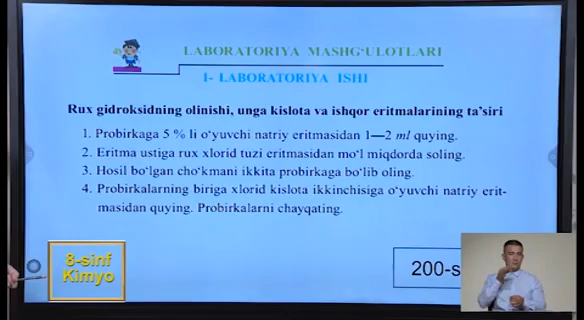 LABORATORIYA MASHG‘ULOTLARI
1- LABORATORIYA ISHI
Rux gidroksidning olinishi, unga kislota va ishqor eritmalarining ta’siri
1. Probirkaga 5 % li o‘yuvchi natriy eritmasidan 1—2 ml quying.
2. Eritma ustiga rux xlorid tuzi eritmasidan mo‘l miqdorda soling.
3. Hosil bo‘lgan cho‘kmani ikkita probirkaga bo‘lib oling.
4. Probirkalarning biriga xlorid kislota ikkinchisiga o‘yuvchi natriy erit-
masidan quying. Probirkalarni chayqating.
8-sinf
Kimyo
200-s